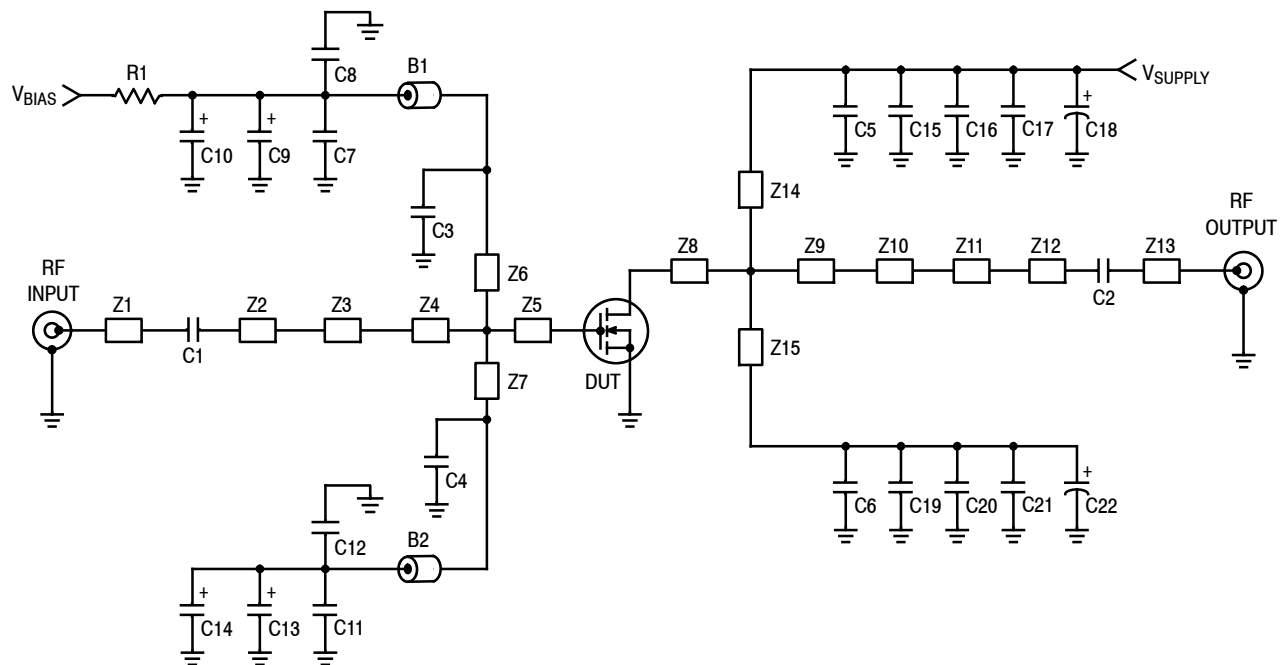 C8
B1
R1
V_BIAS
V_SUPPLY
+
+
+
C10
C9
C7
C5
C15
C16
C17
C18
Z14
C3
RF
OUTPUT
Z8
Z9
Z10
Z11
Z12
Z13
Z6
C2
RF
INPUT
Z1
Z2
Z3
Z4
Z5
C1
Z15
Z7
DUT
C4
+
C6
C19
C20
C21
C22
C12
B2
+
+
C14
C13
C11